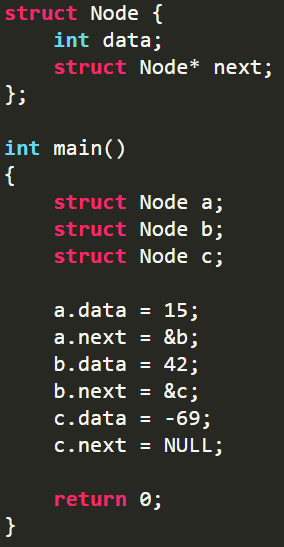 struct Node {
    int data;
    struct Node* next;
};

int main()
{
    struct Node a;
    struct Node b;
    struct Node c;

    a.data = 15;
    a.next = &b;
    b.data = 42;
    b.next = &c;
    c.data = -69;
    c.next = NULL;

    return 0;
}